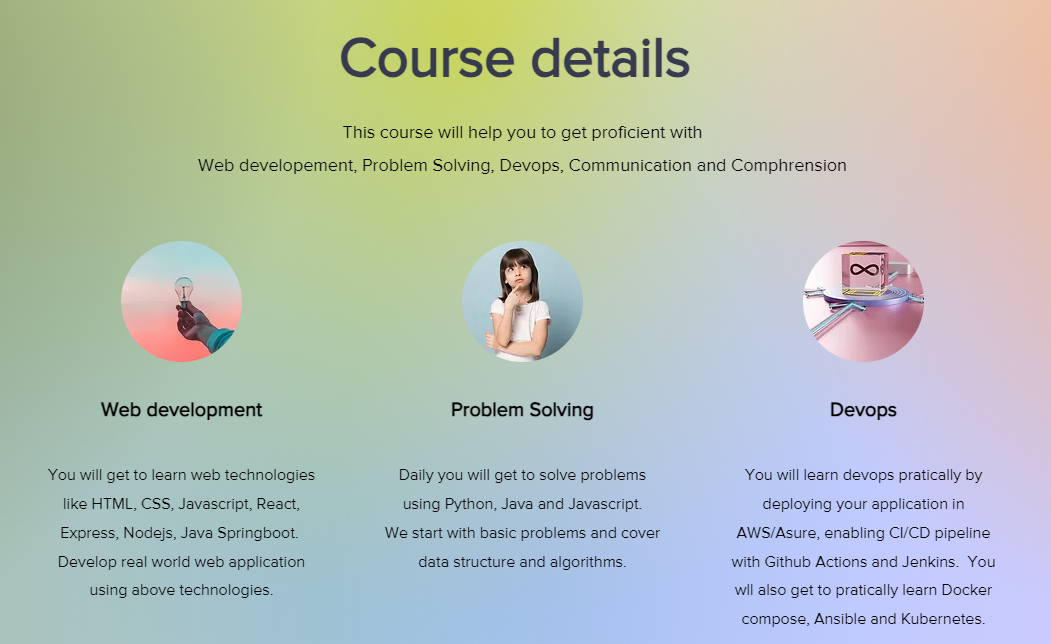 Course details
This course will help you to get proficient with
Web developement, Problem Solving, Devops, Communication and Comphrension
Web development
You will get to learn web technologies
like HTML, CSS, Javascript, React,
Express, Nodejs, Java Springboot.
Develop real world web application
using above technologies.
Problem Solving
Daily you will get to solve problems
using Python, Java and Javascript.
We start with basic problems and cover
data structure and algorithms.
Devops
You will learn devops pratically by
deploying your application in
AWS/Asure, enabling CI/CD pipeline
with Github Actions and Jenkins.  You
wll also get to pratically learn Docker
compose, Ansible and Kubernetes.